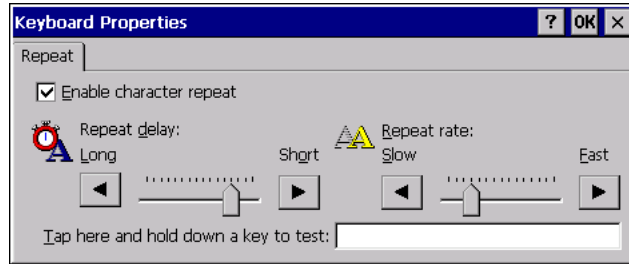 Keyboard Properties ? OK ×
Repeat
Enable character repeat
Repeat delay:
Long Short
Repeat rate:
Slow Fast
Tap here and hold down a key to test: